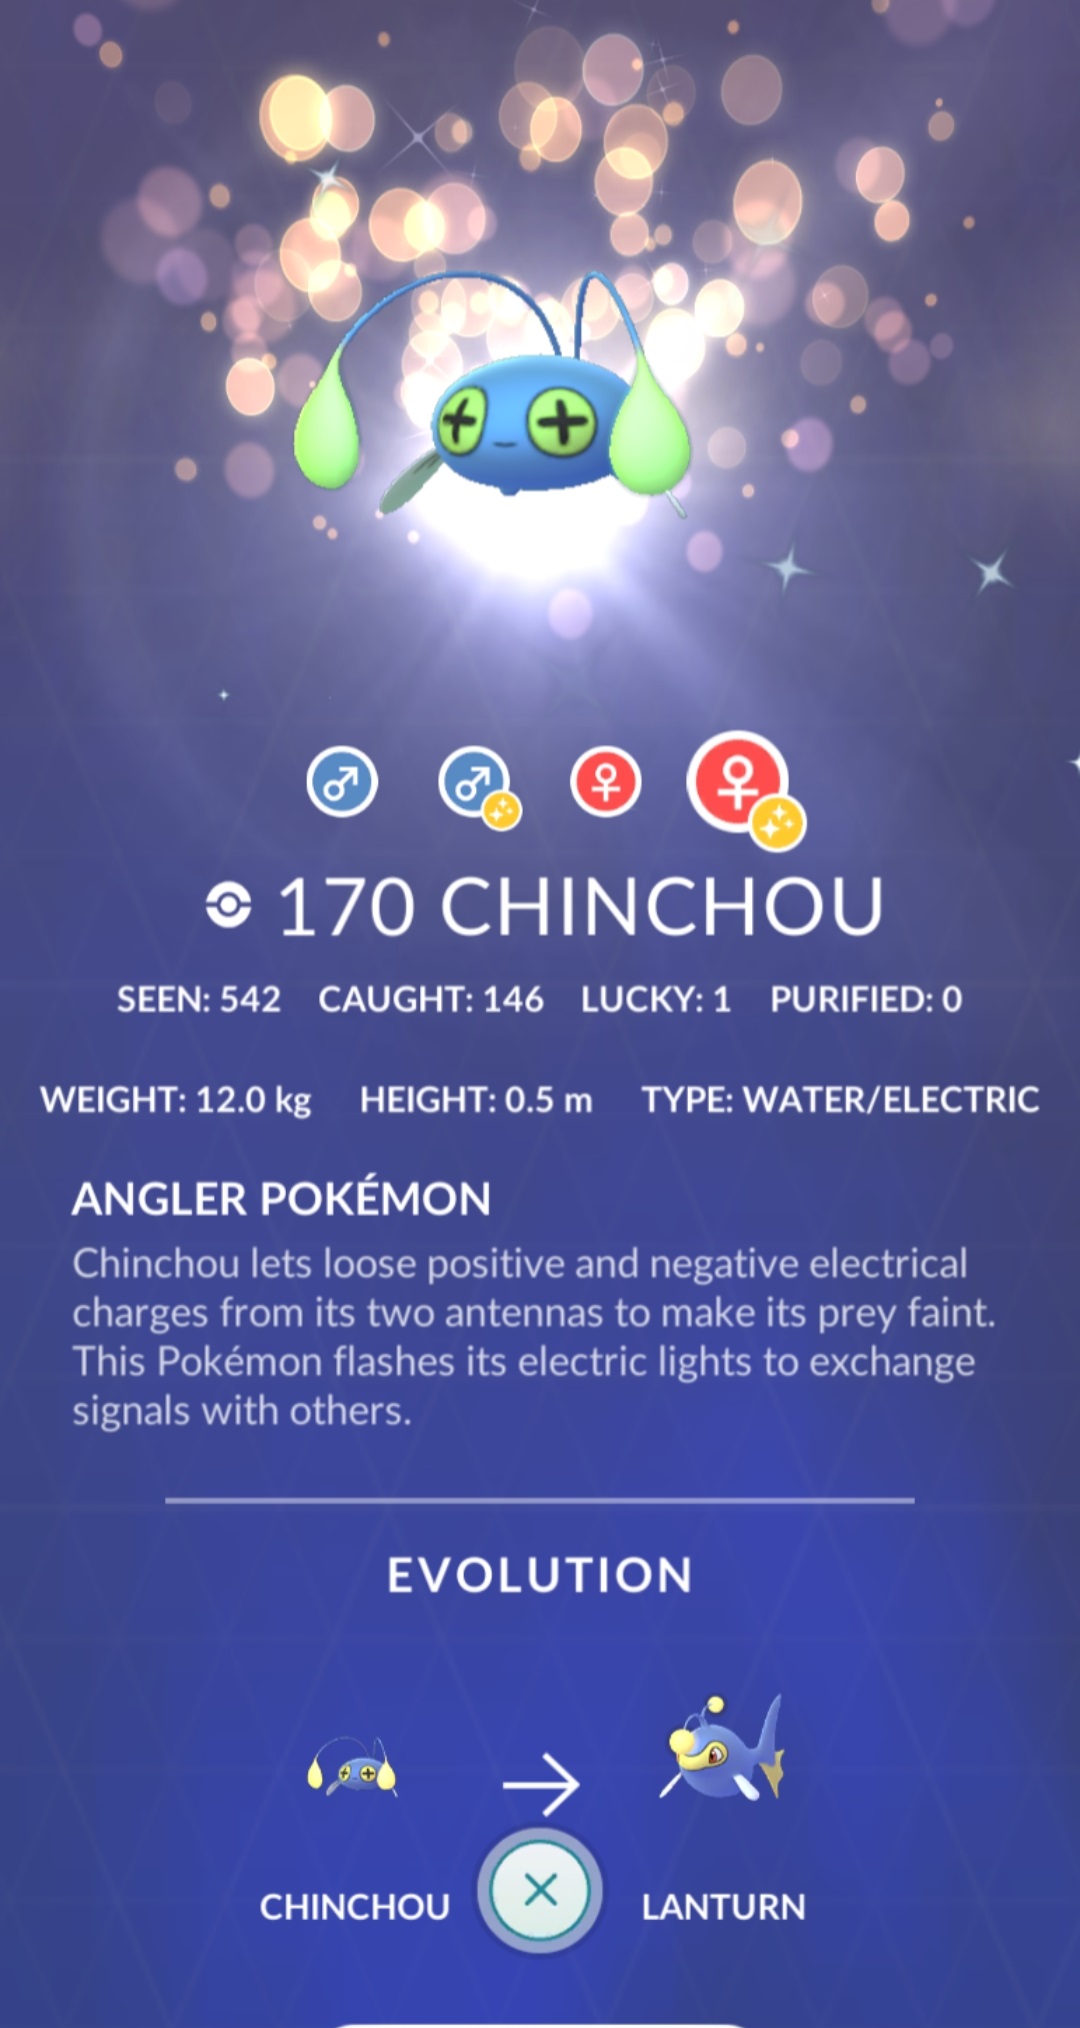 170 CHINCHOU
SEEN: 542 CAUGHT: 146 LUCKY: 1 PURIFIED: 0
WEIGHT: 12.0 kg HEIGHT: 0.5 m TYPE: WATER/ELECTRIC
ANGLER POKÉMON
Chinchou lets loose positive and negative electrical
charges from its two antennas to make its prey faint.
This Pokémon flashes its electric lights to exchange
signals with others.
EVOLUTION
CHINCHOU LANTURN